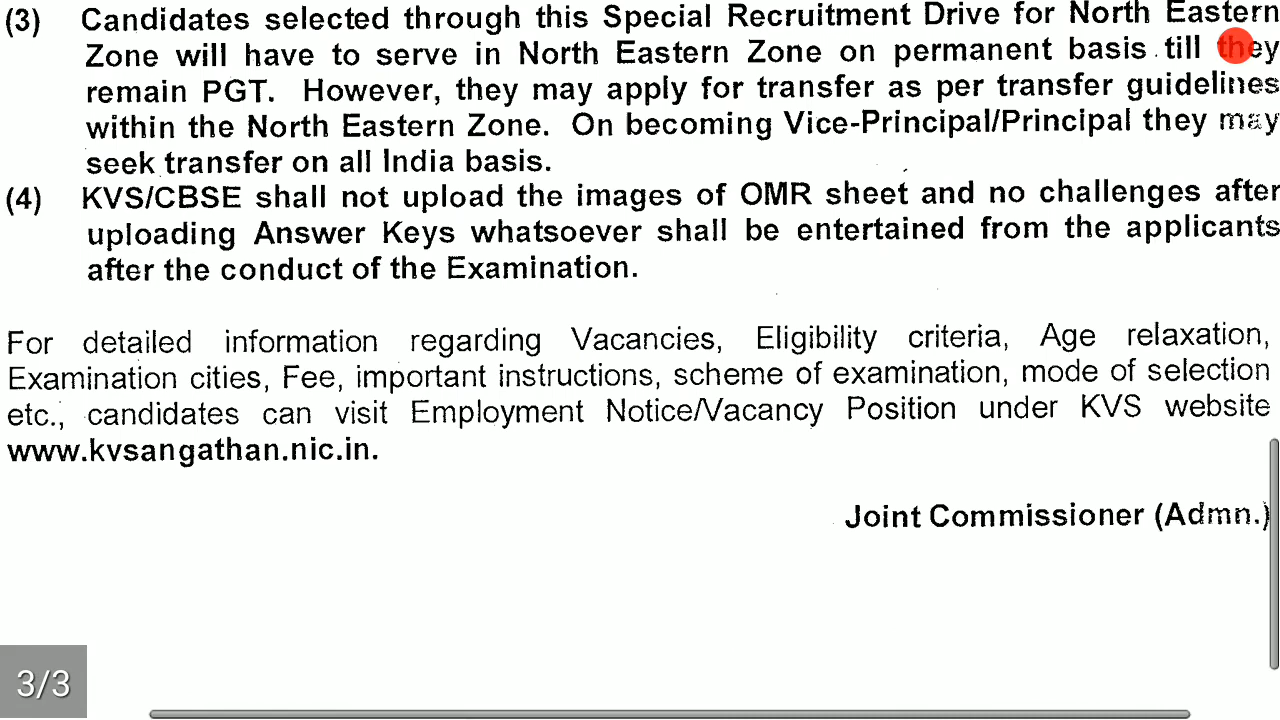 (3) Candidates selected through this Special Recruitment Drive for North Eastern
Zone will have to serve in North Eastern Zone on permanent basis till they
remain PGT. However, they may apply for transfer as per transfer guidelines
within the North Eastern Zone. On becoming Vice-Principal/Principal they may
seek transfer on all India basis.
(4) KVS/CBSE shall not upload the images of OMR sheet and no challenges after
uploading Answer Keys whatsoever shall be entertained from the applicants
after the conduct of the Examination.
For detailed information regarding Vacancies, Eligibility criteria, Age relaxation,
Examination cities, Fee, important instructions, scheme of examination, mode of selection
etc., candidates can visit Employment Notice/Vacancy Position under KVS website
www.kvsangathan.nic.in.
Joint Commissioner (Admn.)
3/3